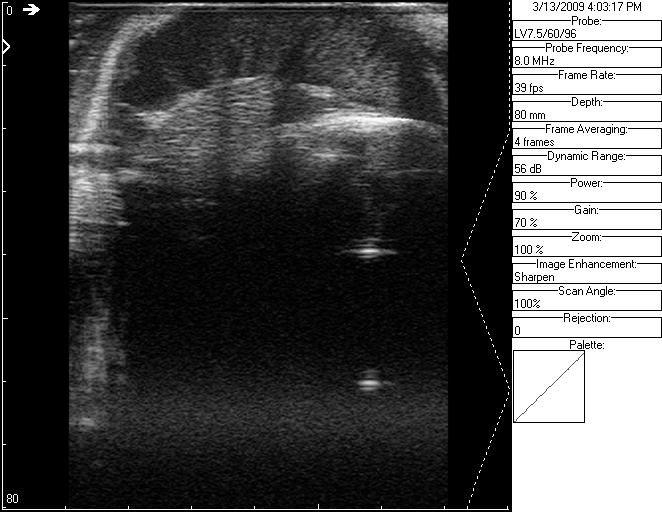 0
3/13/2009 4:03:17 PM
Probe:
LV7.5/60/96
Probe Frequency:
8.0 MHz
Frame Rate:
39 fps
Depth:
80 mm
Frame Averaging:
4 frames
Dynamic Range:
56 dB
Power:
90 %
Gain:
70 %
Zoom:
100 %
Image Enhancement:
Sharpen
Scan Angle:
100%
Rejection:
0
Palette:
80